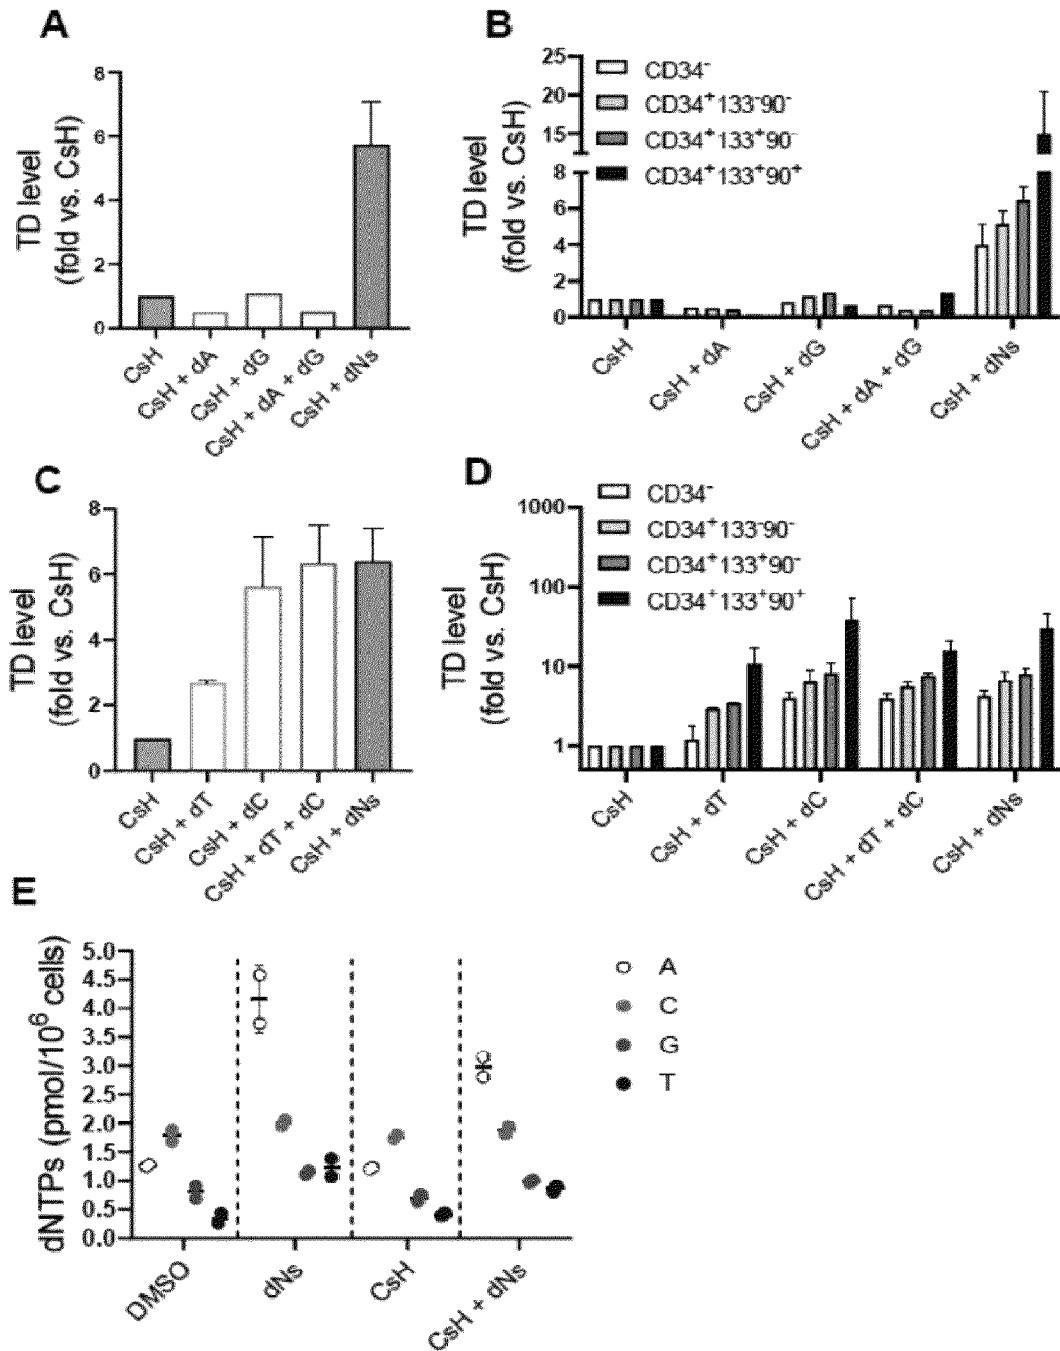 A
TD level
(fold vs. CsH)
8
6
4
2
0
CsH
CsH + dA
CsH + dG
CsH + dA + dG
CsH + dNs
B
TD level
(fold vs. CsH)
25
20
15
8
6
4
2
0
CD34⁻
CD34⁺133⁻90⁻
CD34⁺133⁺90⁻
CD34⁺133⁺90⁺
CsH
CsH + dA
CsH + dG
CsH + dA + dG
CsH + dNs
C
TD level
(fold vs. CsH)
8
6
4
2
0
CsH
CsH + dT
CsH + dC
CsH + dT + dC
CsH + dNs
D
TD level
(fold vs. CsH)
1000
100
10
1
CD34⁻
CD34⁺133⁻90⁻
CD34⁺133⁺90⁻
CD34⁺133⁺90⁺
CsH
CsH + dT
CsH + dC
CsH + dT + dC
CsH + dNs
E
dNTPs (pmol/10⁶ cells)
5.0
4.5
4.0
3.5
3.0
2.5
2.0
1.5
1.0
0.5
0.0
DMSO
dNs
CsH
CsH + dNs
A
C
G
T